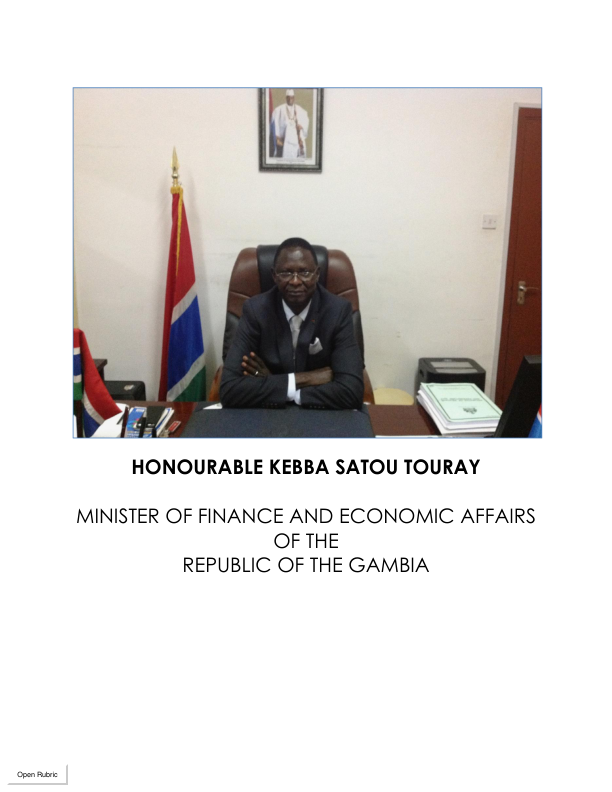 HONOURABLE KEBBA SATOU TOURAY
MINISTER OF FINANCE AND ECONOMIC AFFAIRS
OF THE
REPUBLIC OF THE GAMBIA
Open Rubric